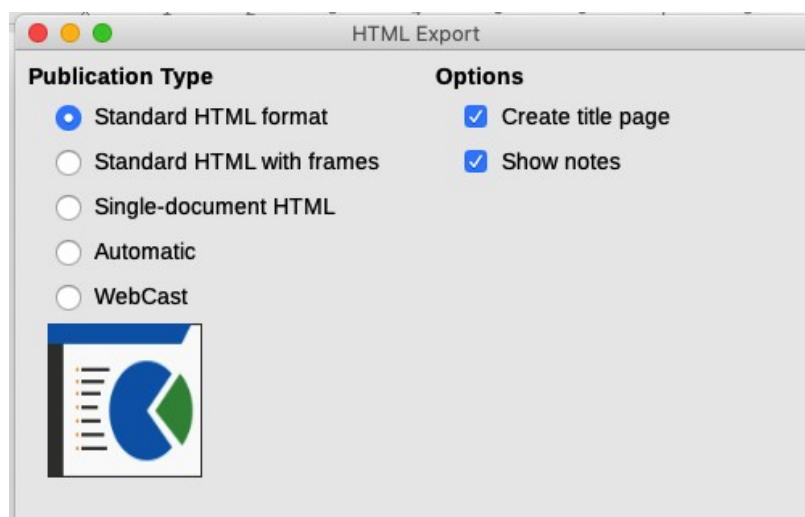 HTML Export
Publication Type
Standard HTML format
Standard HTML with frames
Single-document HTML
Automatic
WebCast
Options
Create title page
Show notes